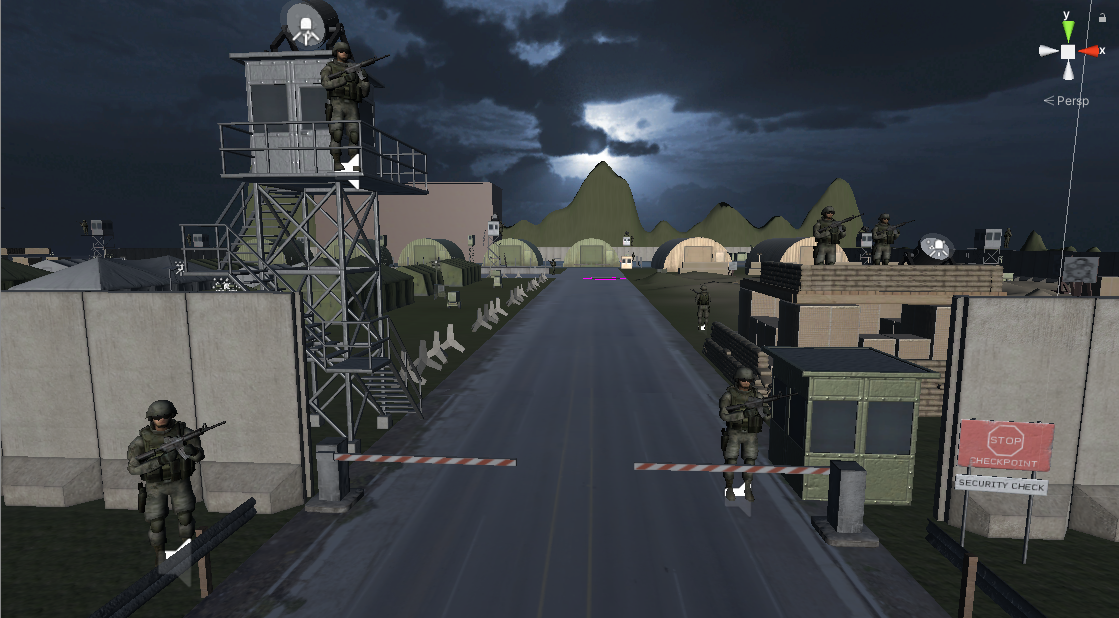 y
x
< Persp
STOP
CHECKPOINT
SECURITY CHECK